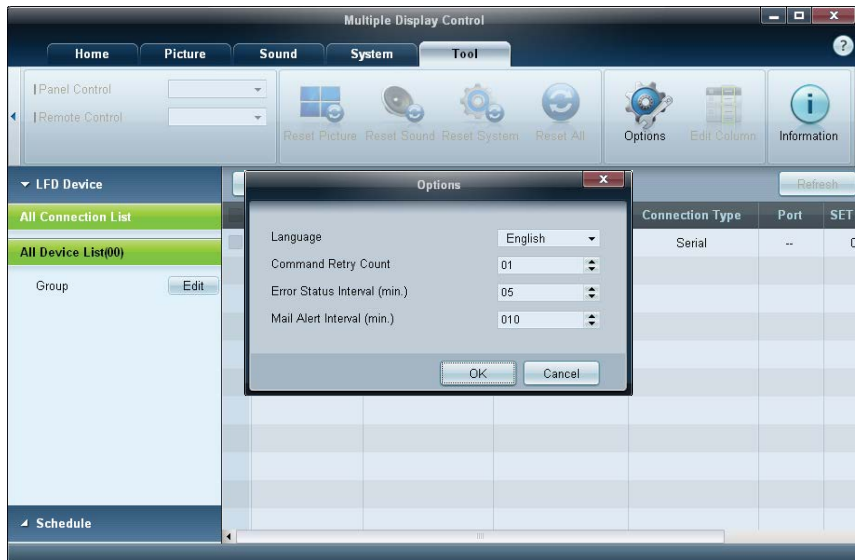 Multiple Display Control
Home Picture Sound System Tool
?
Panel Control
Remote Control
Reset Picture Reset Sound Reset System Reset All Options Edit Column Information
LFD Device
Options
Refresh
All Connection List
Connection Type Port SET
All Device List(00)
Serial --
Group Edit
Language English
Command Retry Count 01
Error Status Interval (min.) 05
Mail Alert Interval (min.) 010
OK Cancel
Schedule